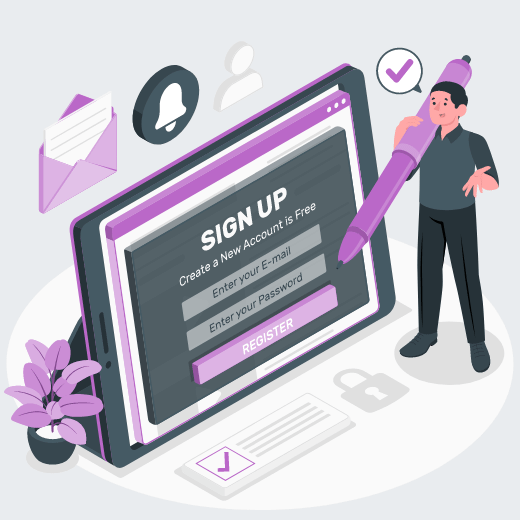 SIGN UP
Create a New Account is Free
Enter your E-mail
Enter your Password
REGISTER